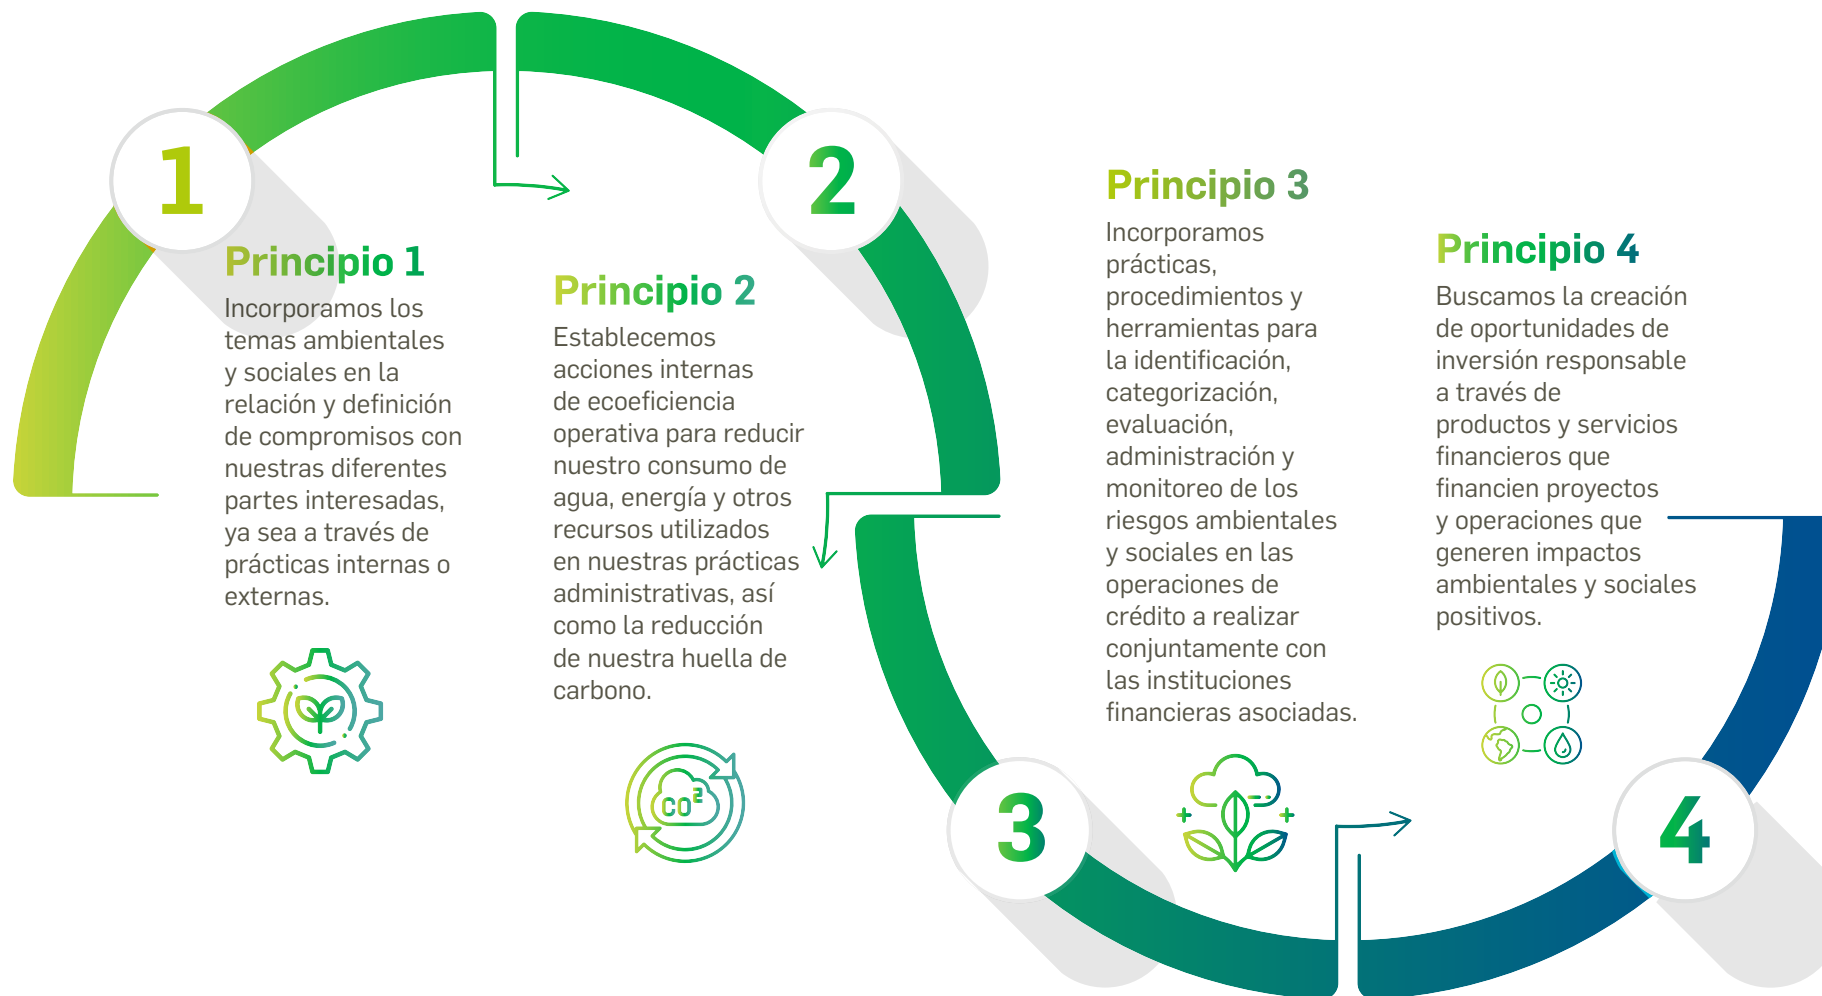 1
Principio 1
Incorporamos los
temas ambientales
y sociales en la
relación y definición
de compromisos con
nuestras diferentes
partes interesadas,
ya sea a través de
prácticas internas o
externas.
2
Principio 2
Establecemos
acciones internas
de ecoeficiencia
operativa para reducir
nuestro consumo de
agua, energía y otros
recursos utilizados
en nuestras prácticas
administrativas, así
como la reducción
de nuestra huella de
carbono.
CO²
3
Principio 3
Incorporamos
prácticas,
procedimientos y
herramientas para
la identificación,
categorización,
evaluación,
administración y
monitoreo de los
riesgos ambientales
y sociales en las
operaciones de
crédito a realizar
conjuntamente con
las instituciones
financieras asociadas.
4
Principio 4
Buscamos la creación
de oportunidades de
inversión responsable
a través de
productos y servicios
financieros que
financien proyectos
y operaciones que
generen impactos
ambientales y sociales
positivos.